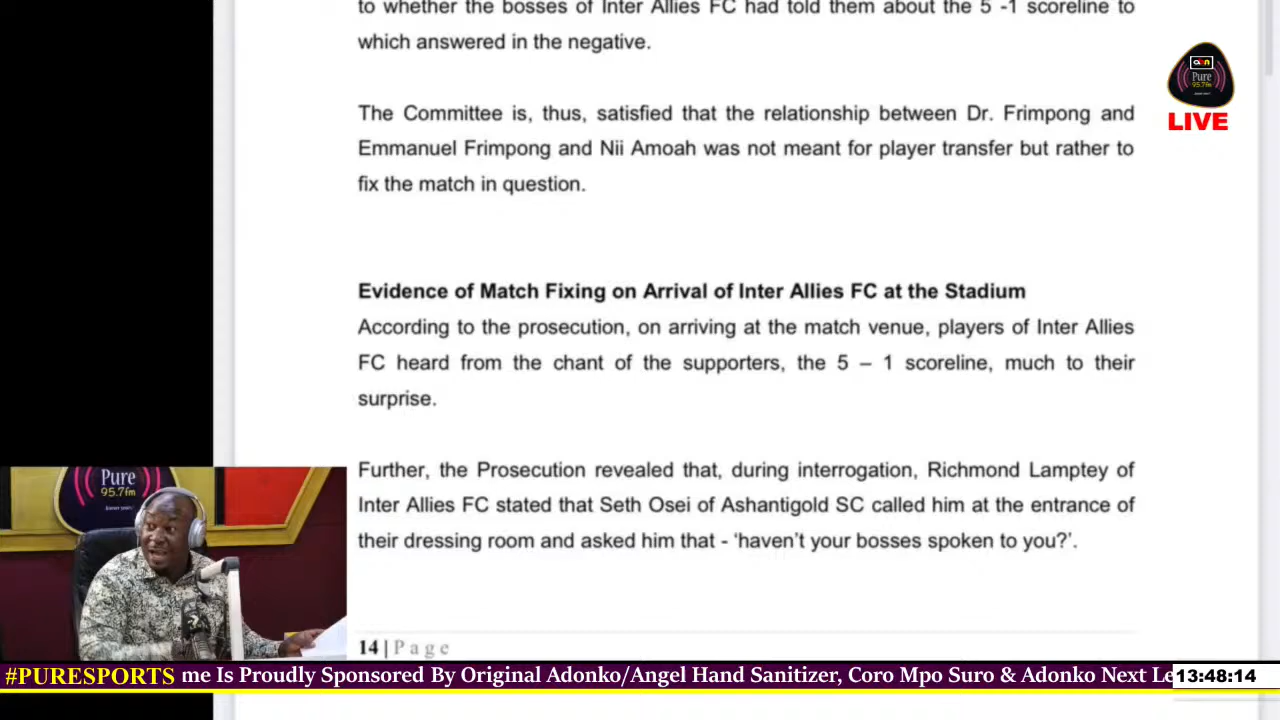 to whether the bosses of Inter Allies FC had told them about the 5 -1 scoreline to
which answered in the negative.
The Committee is, thus, satisfied that the relationship between Dr. Frimpong and
Emmanuel Frimpong and Nii Amoah was not meant for player transfer but rather to
fix the match in question.
Evidence of Match Fixing on Arrival of Inter Allies FC at the Stadium
According to the prosecution, on arriving at the match venue, players of Inter Allies
FC heard from the chant of the supporters, the 5 – 1 scoreline, much to their
surprise.
Further, the Prosecution revealed that, during interrogation, Richmond Lamptey of
Inter Allies FC stated that Seth Osei of Ashantigold SC called him at the entrance of
their dressing room and asked him that - ‘haven’t your bosses spoken to you?’.
14 | Page
Pure
95.7fm
LIVE
Pure
95.7fm
#PURESPORTS me Is Proudly Sponsored By Original Adonko/Angel Hand Sanitizer, Coro Mpo Suro & Adonko Next Le
13:48:14